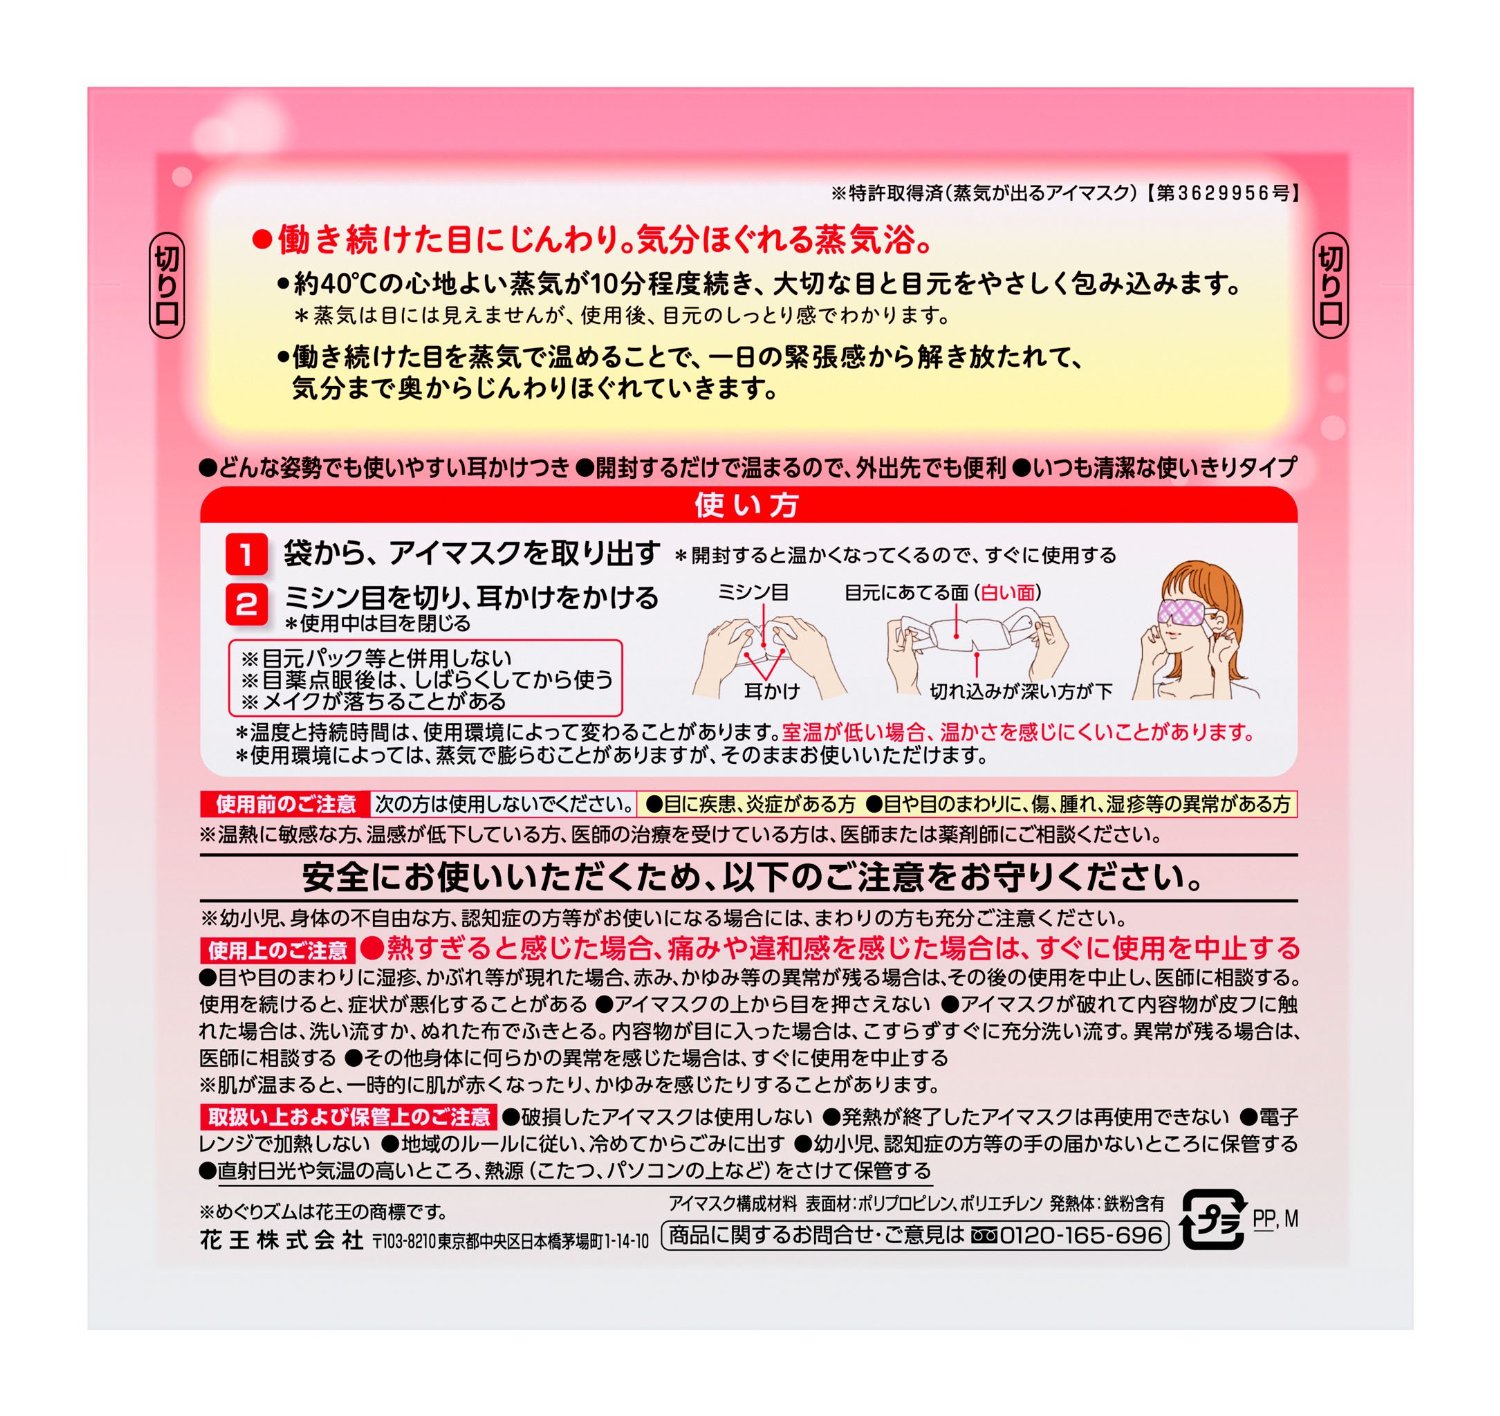 ※特許取得済(蒸気が出るアイマスク)【第3629956号】
●働き続けた目にじんわり。気分ほぐれる蒸気浴。
切り口
切り口
●約40℃の心地よい蒸気が10分程度続き、大切な目と目元をやさしく包み込みます。
＊蒸気は目には見えませんが、使用後、目元のしっとり感でわかります。
●働き続けた目を蒸気で温めることで、一日の緊張感から解き放たれて、
気分まで奥からじんわりほぐれていきます。
●どんな姿勢でも使いやすい耳かけつき ●開封するだけで温まるので、外出先でも便利 ●いつも清潔な使いきりタイプ
使い方
1 袋から、アイマスクを取り出す ＊開封すると温かくなってくるので、すぐに使用する
2 ミシン目を切り、耳かけをかける
＊使用中は目を閉じる
ミシン目
目元にあてる面(白い面)
耳かけ
切れ込みが深い方が下
※目元パック等と併用しない
※目薬点眼後は、しばらくしてから使う
※メイクが落ちることがある
＊温度と持続時間は、使用環境によって変わることがあります。室温が低い場合、温かさを感じにくいことがあります。
＊使用環境によっては、蒸気で膨らむことがありますが、そのままお使いいただけます。
使用前のご注意 次の方は使用しないでください。 ●目に疾患、炎症がある方 ●目や目のまわりに、傷、腫れ、湿疹等の異常がある方
※温熱に敏感な方、温感が低下している方、医師の治療を受けている方は、医師または薬剤師にご相談ください。
安全にお使いいただくため、以下のご注意をお守りください。
※幼小児、身体の不自由な方、認知症の方等がお使いになる場合には、まわりの方も充分ご注意ください。
使用上のご注意 ●熱すぎると感じた場合、痛みや違和感を感じた場合は、すぐに使用を中止する
●目や目のまわりに湿疹、かぶれ等が現れた場合、赤み、かゆみ等の異常が残る場合は、その後の使用を中止し、医師に相談する。
使用を続けると、症状が悪化することがある ●アイマスクの上から目を押さえない ●アイマスクが破れて内容物が皮フに触
れた場合は、洗い流すか、ぬれた布でふきとる。内容物が目に入った場合は、こすらずすぐに充分洗い流す。異常が残る場合は、
医師に相談する ●その他身体に何らかの異常を感じた場合は、すぐに使用を中止する
※肌が温まると、一時的に肌が赤くなったり、かゆみを感じたりすることがあります。
取扱い上および保管上のご注意 ●破損したアイマスクは使用しない ●発熱が終了したアイマスクは再使用できない ●電子
レンジで加熱しない ●地域のルールに従い、冷めてからごみに出す ●幼小児、認知症の方等の手の届かないところに保管する
●直射日光や気温の高いところ、熱源(こたつ、パソコンの上など)をさけて保管する
※めぐりズムは花王の商標です。
花王株式会社 〒103-8210東京都中央区日本橋茅場町1-14-10
アイマスク構成材料 表面材:ポリプロピレン、ポリエチレン 発熱体:鉄粉含有
商品に関するお問合せ・ご意見は 0120-165-696
プラ
PP, M